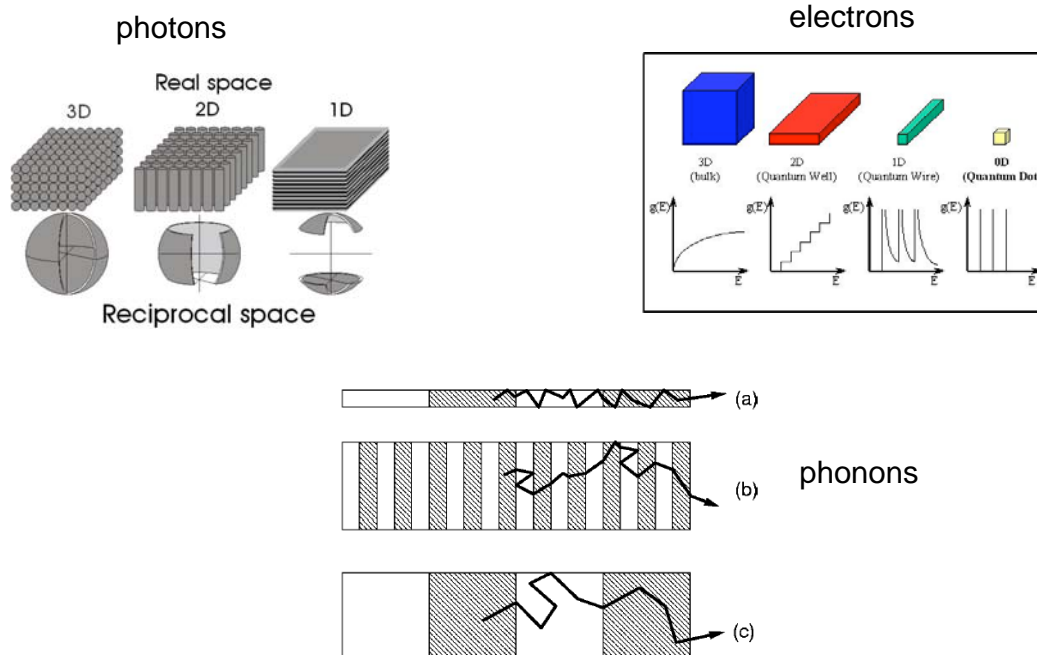 photons
electrons
Real space
3D 2D 1D
Reciprocal space
3D 2D 1D 0D
(bulk) (Quantum Well) (Quantum Wire) (Quantum Dot
g(E) g(E) g(E) g(E)
E E E E
(a)
(b)
phonons
(c)